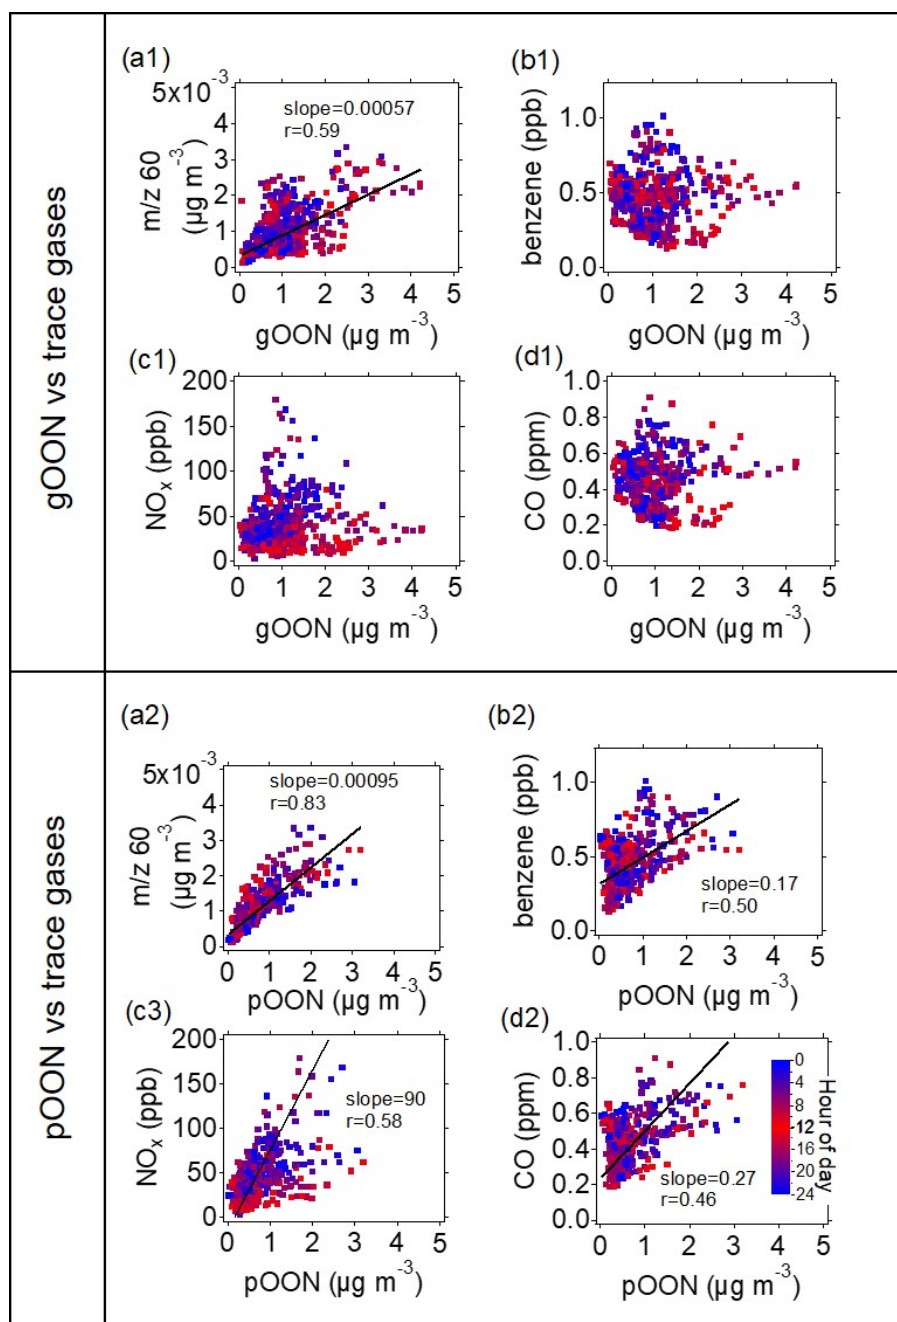 gOON vs trace gases
(a1)
5x10⁻³
4
3
2
1
0
m/z 60
(µg m⁻³)
slope=0.00057
r=0.59
0 1 2 3 4 5
gOON (µg m⁻³)
(b1)
benzene (ppb)
1.0
0.5
0.0
0 1 2 3 4 5
gOON (µg m⁻³)
(c1)
NOₓ (ppb)
200
150
100
50
0
0 1 2 3 4 5
gOON (µg m⁻³)
(d1)
CO (ppm)
1.0
0.8
0.6
0.4
0.2
0.0
0 1 2 3 4 5
gOON (µg m⁻³)
pOON vs trace gases
(a2)
5x10⁻³
4
3
2
1
0
m/z 60
(µg m⁻³)
slope=0.00095
r=0.83
0 1 2 3 4 5
pOON (µg m⁻³)
(b2)
benzene (ppb)
1.0
0.5
0.0
slope=0.17
r=0.50
0 1 2 3 4 5
pOON (µg m⁻³)
(c3)
NOₓ (ppb)
200
150
100
50
0
slope=90
r=0.58
0 1 2 3 4 5
pOON (µg m⁻³)
(d2)
CO (ppm)
1.0
0.8
0.6
0.4
0.2
0.0
slope=0.27
r=0.46
0
4
8
12
16
20
24
Hour of day
0 1 2 3 4 5
pOON (µg m⁻³)